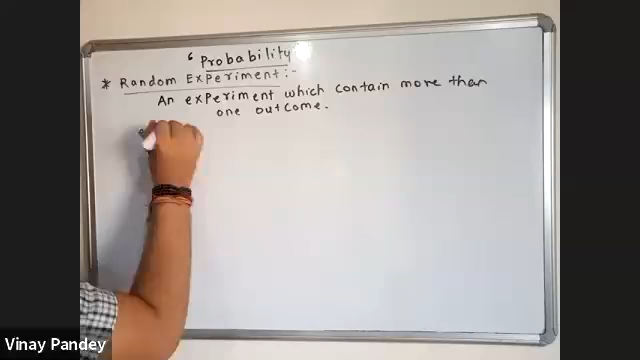 ‘ Probability
* Random Experiment:-
An experiment which contain more than
one outcome.
Vinay Pandey